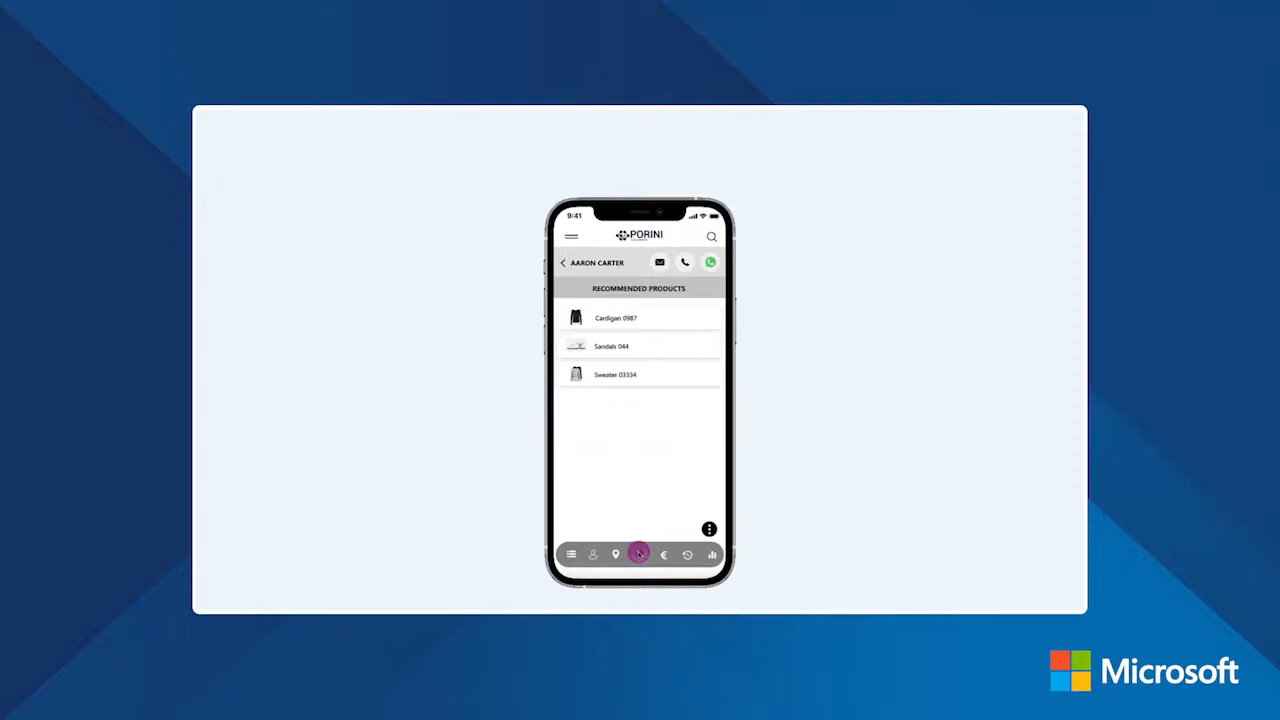 9:41
PORINI
AARON CARTER
RECOMMENDED PRODUCTS
Cardigan 0987
Sandals 044
Sweater 03334
€
Microsoft